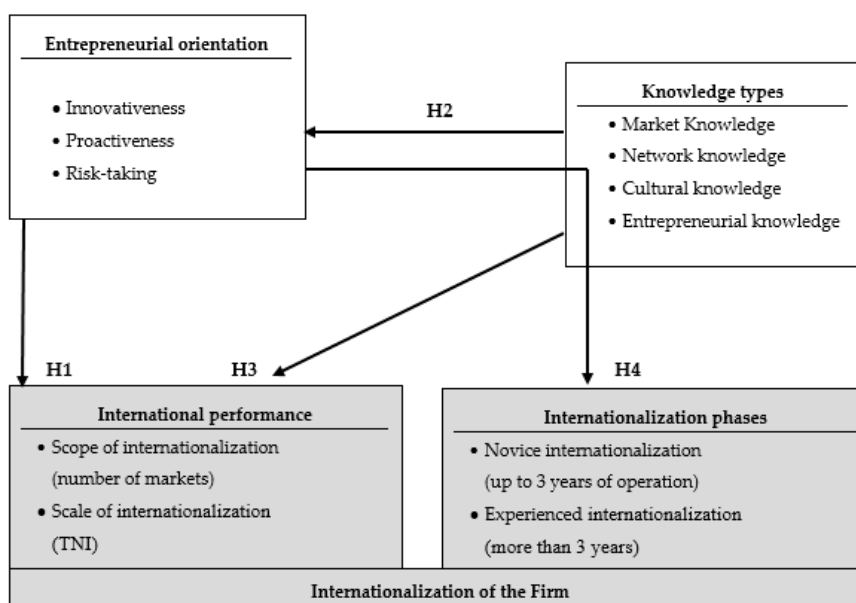 Entrepreneurial orientation
• Innovativeness
• Proactiveness
• Risk-taking
H2
Knowledge types
• Market Knowledge
• Network knowledge
• Cultural knowledge
• Entrepreneurial knowledge
H1
H3
H4
International performance
• Scope of internationalization
(number of markets)
• Scale of internationalization
(TNI)
Internationalization phases
• Novice internationalization
(up to 3 years of operation)
• Experienced internationalization
(more than 3 years)
Internationalization of the Firm